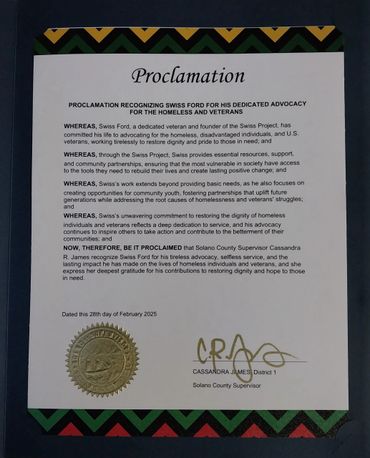 Proclamation
PROCLAMATION RECOGNIZING SWISS FORD FOR HIS DEDICATED ADVOCACY
FOR THE HOMELESS AND VETERANS
WHEREAS, Swiss Ford, a dedicated veteran and founder of the Swiss Project, has
committed his life to advocating for the homeless, disadvantaged individuals, and U.S.
veterans, working tirelessly to restore dignity and pride to those in need; and
WHEREAS, through the Swiss Project, Swiss provides essential resources, support,
and community partnerships, ensuring that the most vulnerable in society have access
to the tools they need to rebuild their lives and create lasting positive change; and
WHEREAS, Swiss's work extends beyond providing basic needs, as he also focuses on
creating opportunities for community youth, fostering partnerships that uplift future
generations while addressing the root causes of homelessness and veterans' struggles;
and
WHEREAS, Swiss's unwavering commitment to restoring the dignity of homeless
individuals and veterans reflects a deep dedication to service, and his advocacy
continues to inspire others to take action and contribute to the betterment of their
communities; and
NOW, THEREFORE, BE IT PROCLAIMED that Solano County Supervisor Cassandra
R. James recognize Swiss Ford for his tireless advocacy, selfless service, and the
lasting impact he has made on the lives of homeless individuals and veterans, and she
express her deepest gratitude for his contributions to restoring dignity and hope to those
in need.
Dated this 28th day of February 2025
CASSANDRA JAMES, District 1
Solano County Supervisor